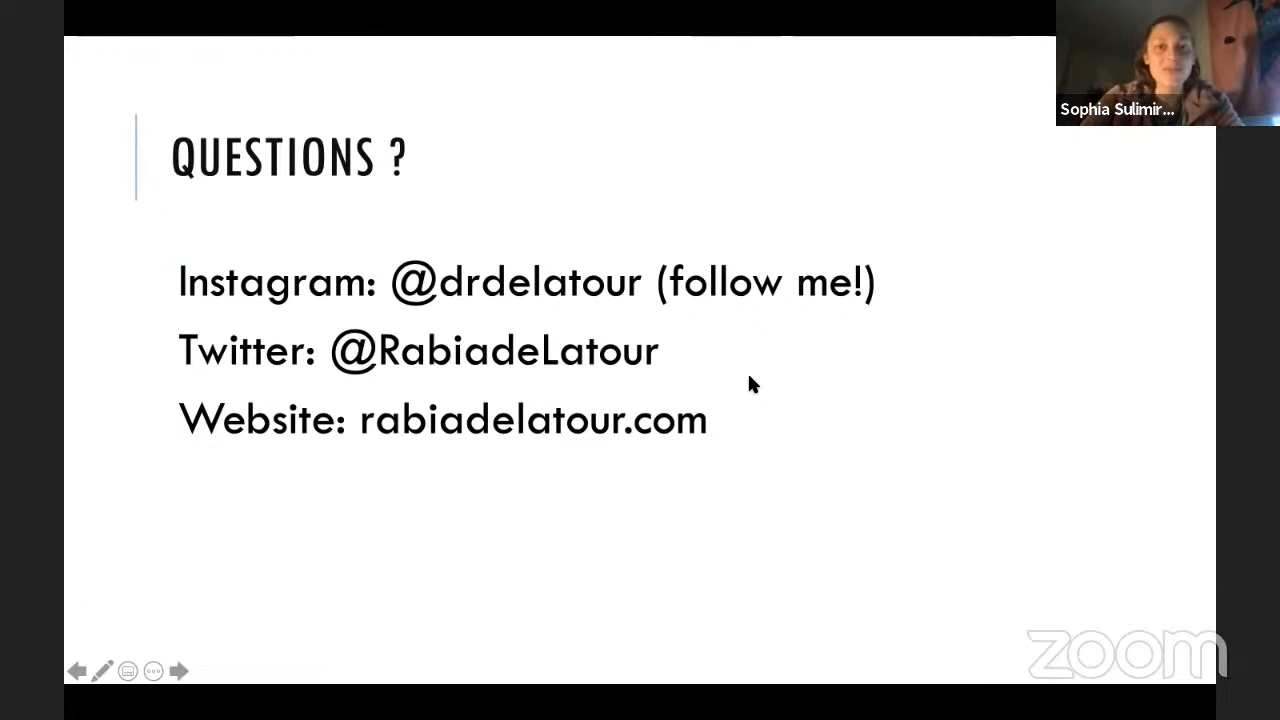 Sophia Sulimir...
QUESTIONS ?
Instagram: @drdelatour (follow me!)
Twitter: @RabiadeLatour
Website: rabiadelatour.com
zoom